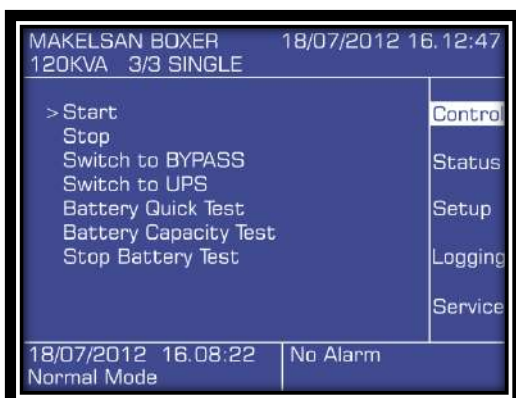 MAKELSAN BOXER 18/07/2012 16.12:47
120KVA 3/3 SINGLE
> Start
Stop
Switch to BYPASS
Switch to UPS
Battery Quick Test
Battery Capacity Test
Stop Battery Test
Control
Status
Setup
Logging
Service
18/07/2012 16.08:22 No Alarm
Normal Mode